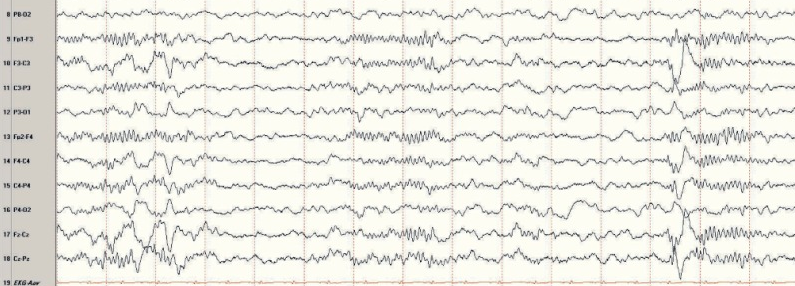 8 P8-O2
9 Fp1-F3
10 F3-C3
11 C3-P3
12 P3-O1
13 Fp2-F4
14 F4-C4
15 C4-P4
16 P4-O2
17 Fz-Cz
18 Cz-Pz
19 EKG-Aav